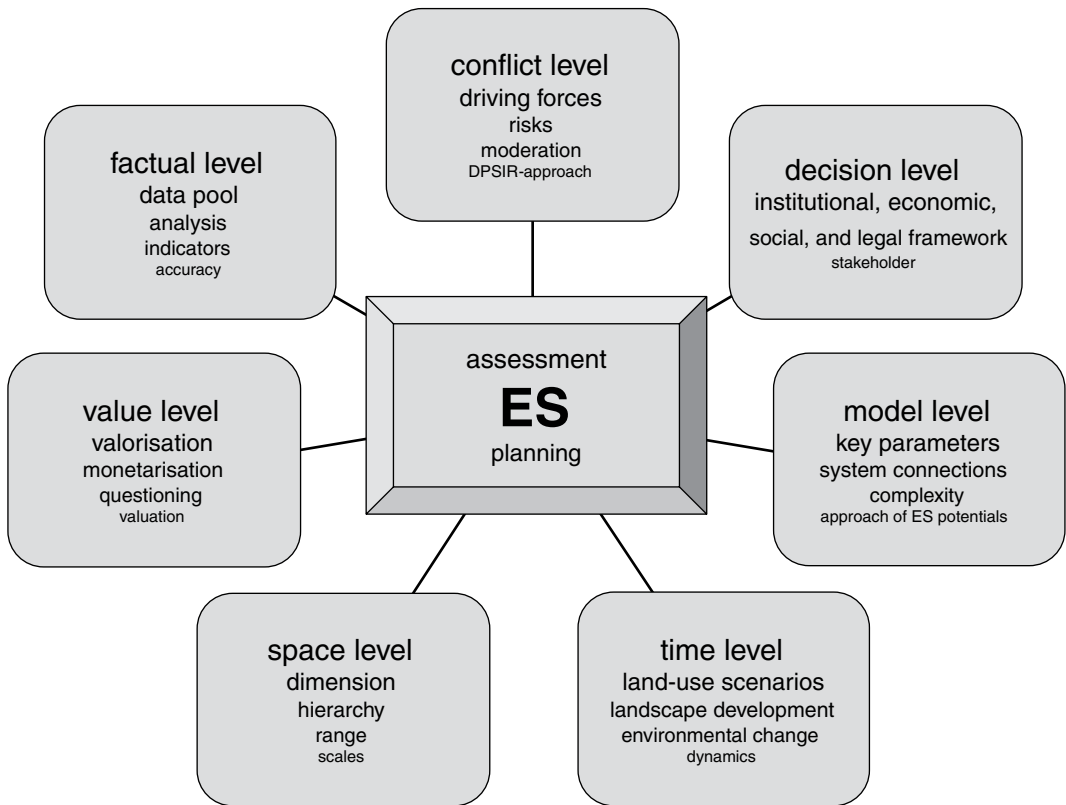 conflict level
driving forces
risks
moderation
DPSIR-approach
factual level
data pool
analysis
indicators
accuracy
decision level
institutional, economic,
social, and legal framework
stakeholder
assessment
ES
planning
value level
valorisation
monetarisation
questioning
valuation
model level
key parameters
system connections
complexity
approach of ES potentials
space level
dimension
hierarchy
range
scales
time level
land-use scenarios
landscape development
environmental change
dynamics